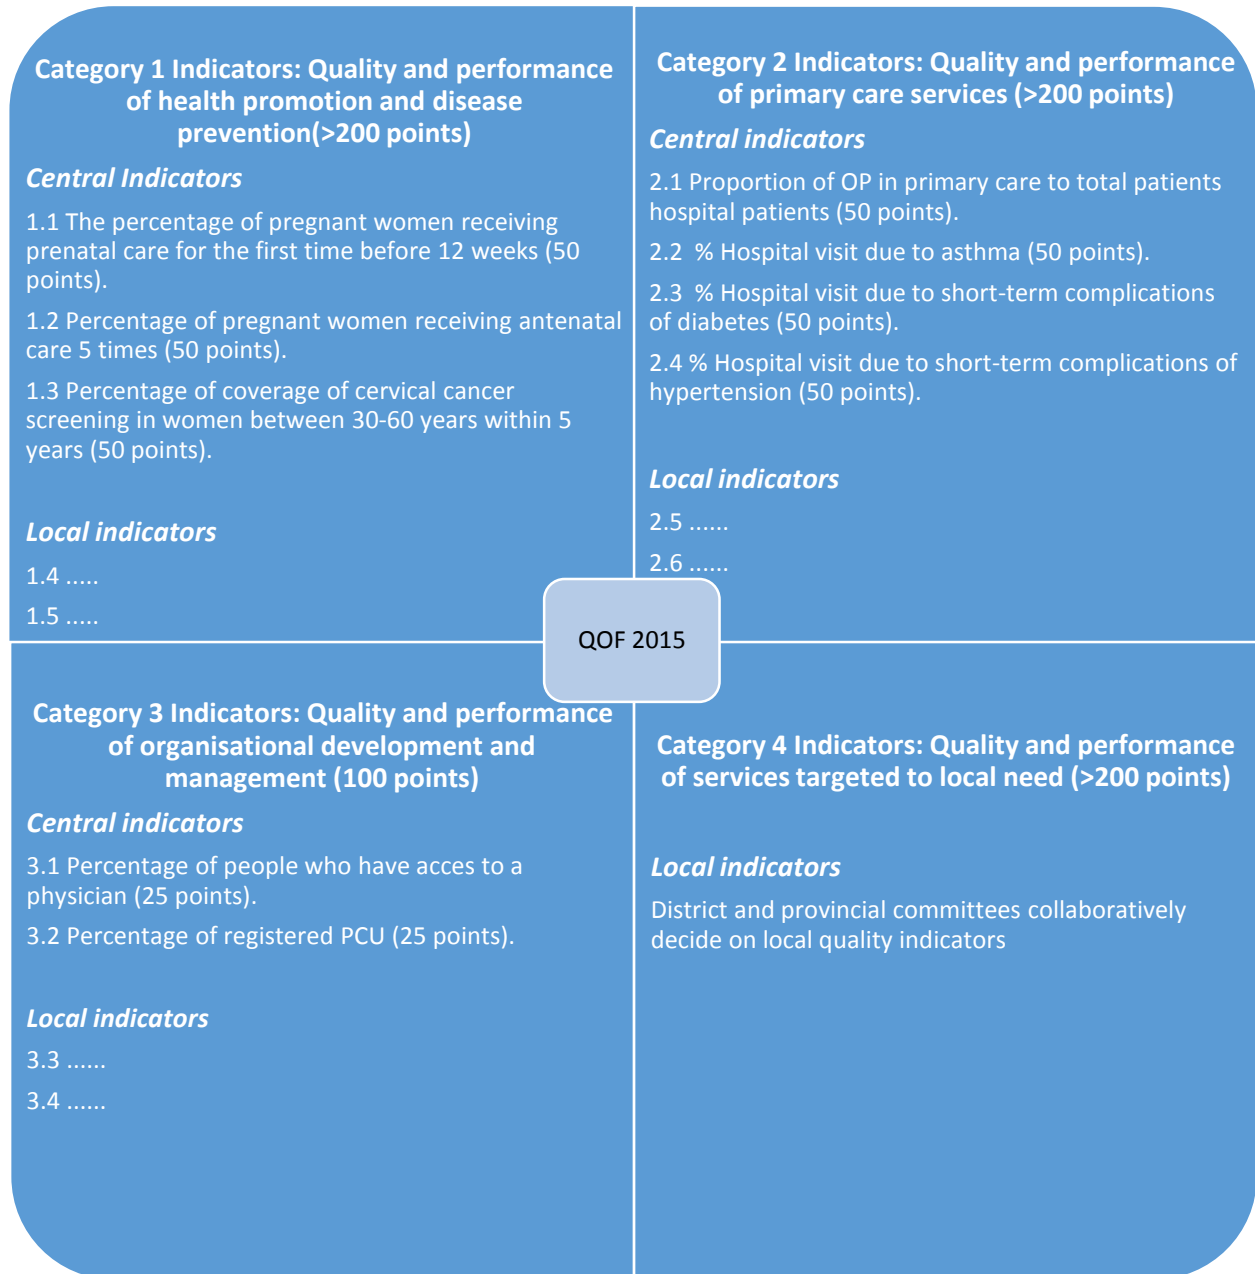 Category 1 Indicators: Quality and performance
of health promotion and disease
prevention(>200 points)
Central Indicators
1.1 The percentage of pregnant women receiving
prenatal care for the first time before 12 weeks (50
points).
1.2 Percentage of pregnant women receiving antenatal
care 5 times (50 points).
1.3 Percentage of coverage of cervical cancer
screening in women between 30-60 years within 5
years (50 points).
Local indicators
1.4 .....
1.5 .....
Category 2 Indicators: Quality and performance
of primary care services (>200 points)
Central indicators
2.1 Proportion of OP in primary care to total patients
hospital patients (50 points).
2.2  % Hospital visit due to asthma (50 points).
2.3  % Hospital visit due to short-term complications
of diabetes (50 points).
2.4 % Hospital visit due to short-term complications of
hypertension (50 points).
Local indicators
2.5 ......
2.6 ......
QOF 2015
Category 3 Indicators: Quality and performance
of organisational development and
management (100 points)
Central indicators
3.1 Percentage of people who have acces to a
physician (25 points).
3.2 Percentage of registered PCU (25 points).
Local indicators
3.3 ......
3.4 ......
Category 4 Indicators: Quality and performance
of services targeted to local need (>200 points)
Local indicators
District and provincial committees collaboratively
decide on local quality indicators